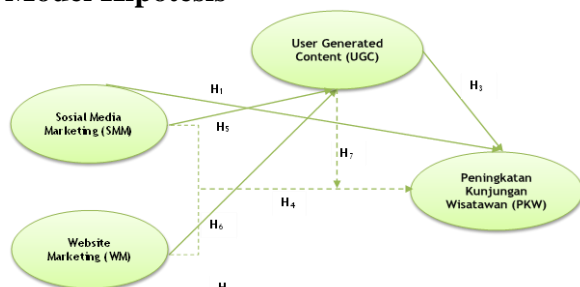 Model Hipotesis
User Generated
Content (UGC)
H₁
H₃
Sosial Media
Marketing (SMM)
H₅
H₇
Peningkatan
Kunjungan
Wisatawan (PKW)
H₄
H₆
Website
Marketing (WM)
H